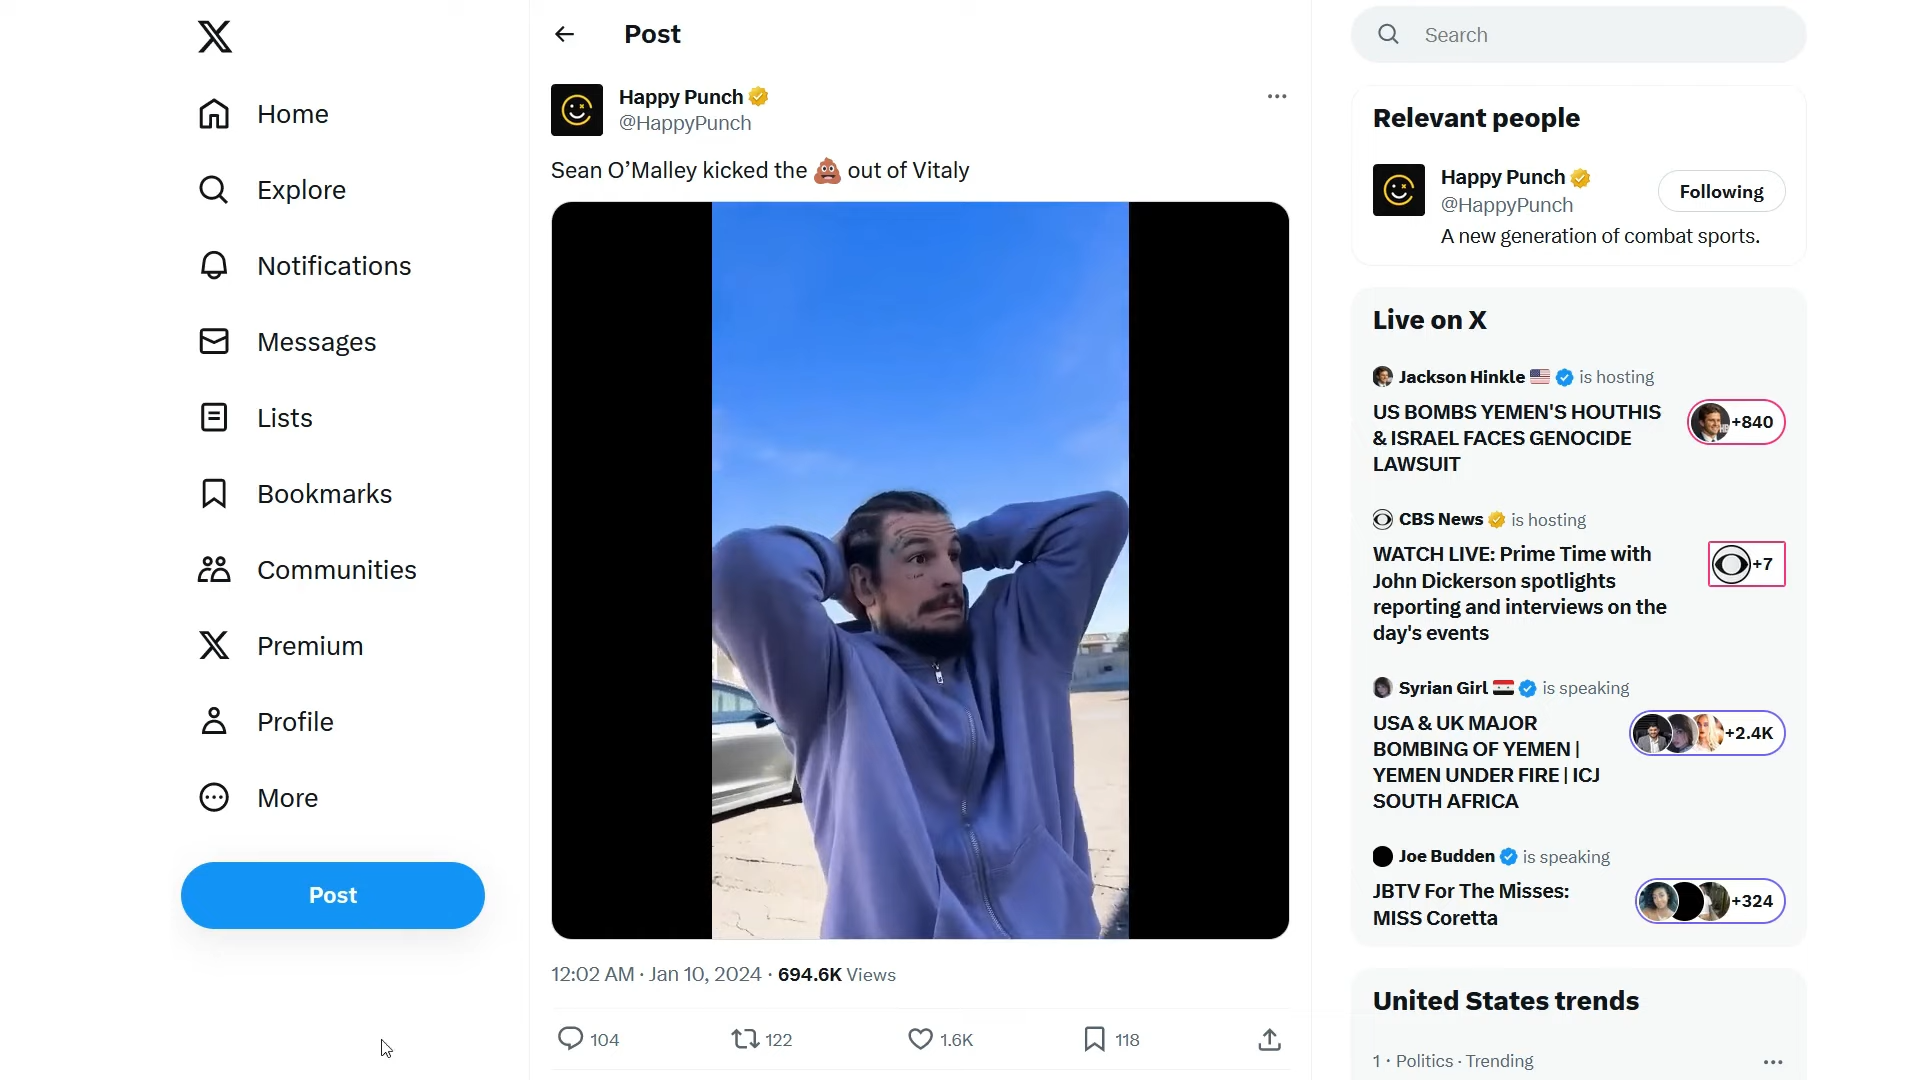 Home
Explore
Notifications
Messages
Lists
Bookmarks
Communities
Premium
Profile
More
Post
Post
Happy Punch
@HappyPunch
Sean O’Malley kicked the 💩 out of Vitaly
12:02 AM · Jan 10, 2024 · 694.6K Views
104
122
1.6K
118
Search
Relevant people
Happy Punch
@HappyPunch
Following
A new generation of combat sports.
Live on X
Jackson Hinkle 🇺🇸 is hosting
US BOMBS YEMEN'S HOUTHIS
& ISRAEL FACES GENOCIDE
LAWSUIT
+840
CBS News is hosting
WATCH LIVE: Prime Time with
John Dickerson spotlights
reporting and interviews on the
day's events
+7
Syrian Girl 🇸🇾 is speaking
USA & UK MAJOR
BOMBING OF YEMEN |
YEMEN UNDER FIRE | ICJ
SOUTH AFRICA
+2.4K
Joe Budden is speaking
JBTV For The Misses:
MISS Coretta
+324
United States trends
1 · Politics · Trending